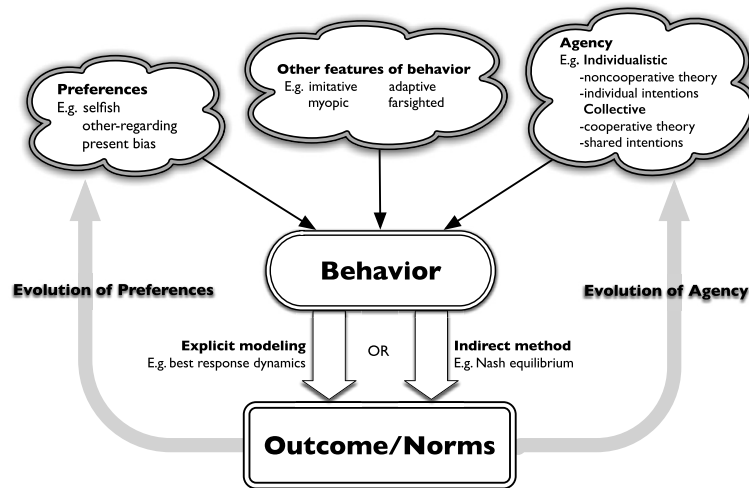 Preferences
E.g. selfish
other-regarding
present bias
Other features of behavior
E.g. imitative adaptive
myopic farsighted
Agency
E.g. Individualistic
-noncooperative theory
-individual intentions
Collective
-cooperative theory
-shared intentions
Behavior
Evolution of Preferences
Evolution of Agency
Explicit modeling
E.g. best response dynamics
OR
Indirect method
E.g. Nash equilibrium
Outcome/Norms